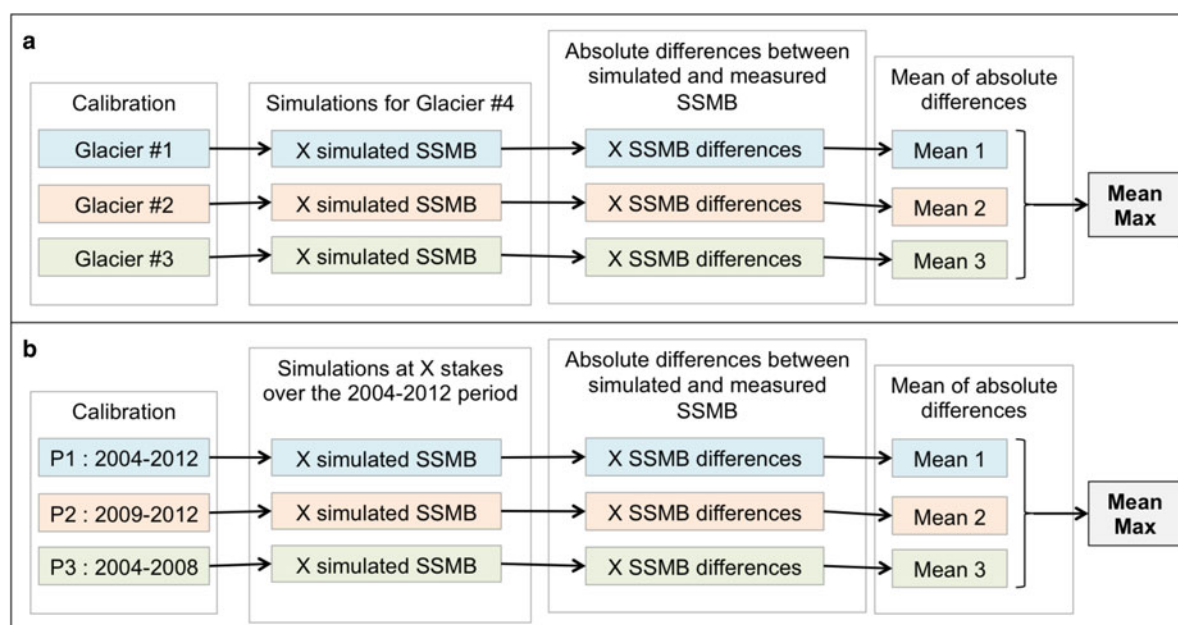 a
Calibration
Glacier #1
Glacier #2
Glacier #3
Simulations for Glacier #4
X simulated SSMB
X simulated SSMB
X simulated SSMB
Absolute differences between
simulated and measured
SSMB
X SSMB differences
X SSMB differences
X SSMB differences
Mean of absolute
differences
Mean 1
Mean 2
Mean 3
Mean
Max
b
Calibration
P1 : 2004-2012
P2 : 2009-2012
P3 : 2004-2008
Simulations at X stakes
over the 2004-2012 period
X simulated SSMB
X simulated SSMB
X simulated SSMB
Absolute differences between
simulated and measured
SSMB
X SSMB differences
X SSMB differences
X SSMB differences
Mean of absolute
differences
Mean 1
Mean 2
Mean 3
Mean
Max